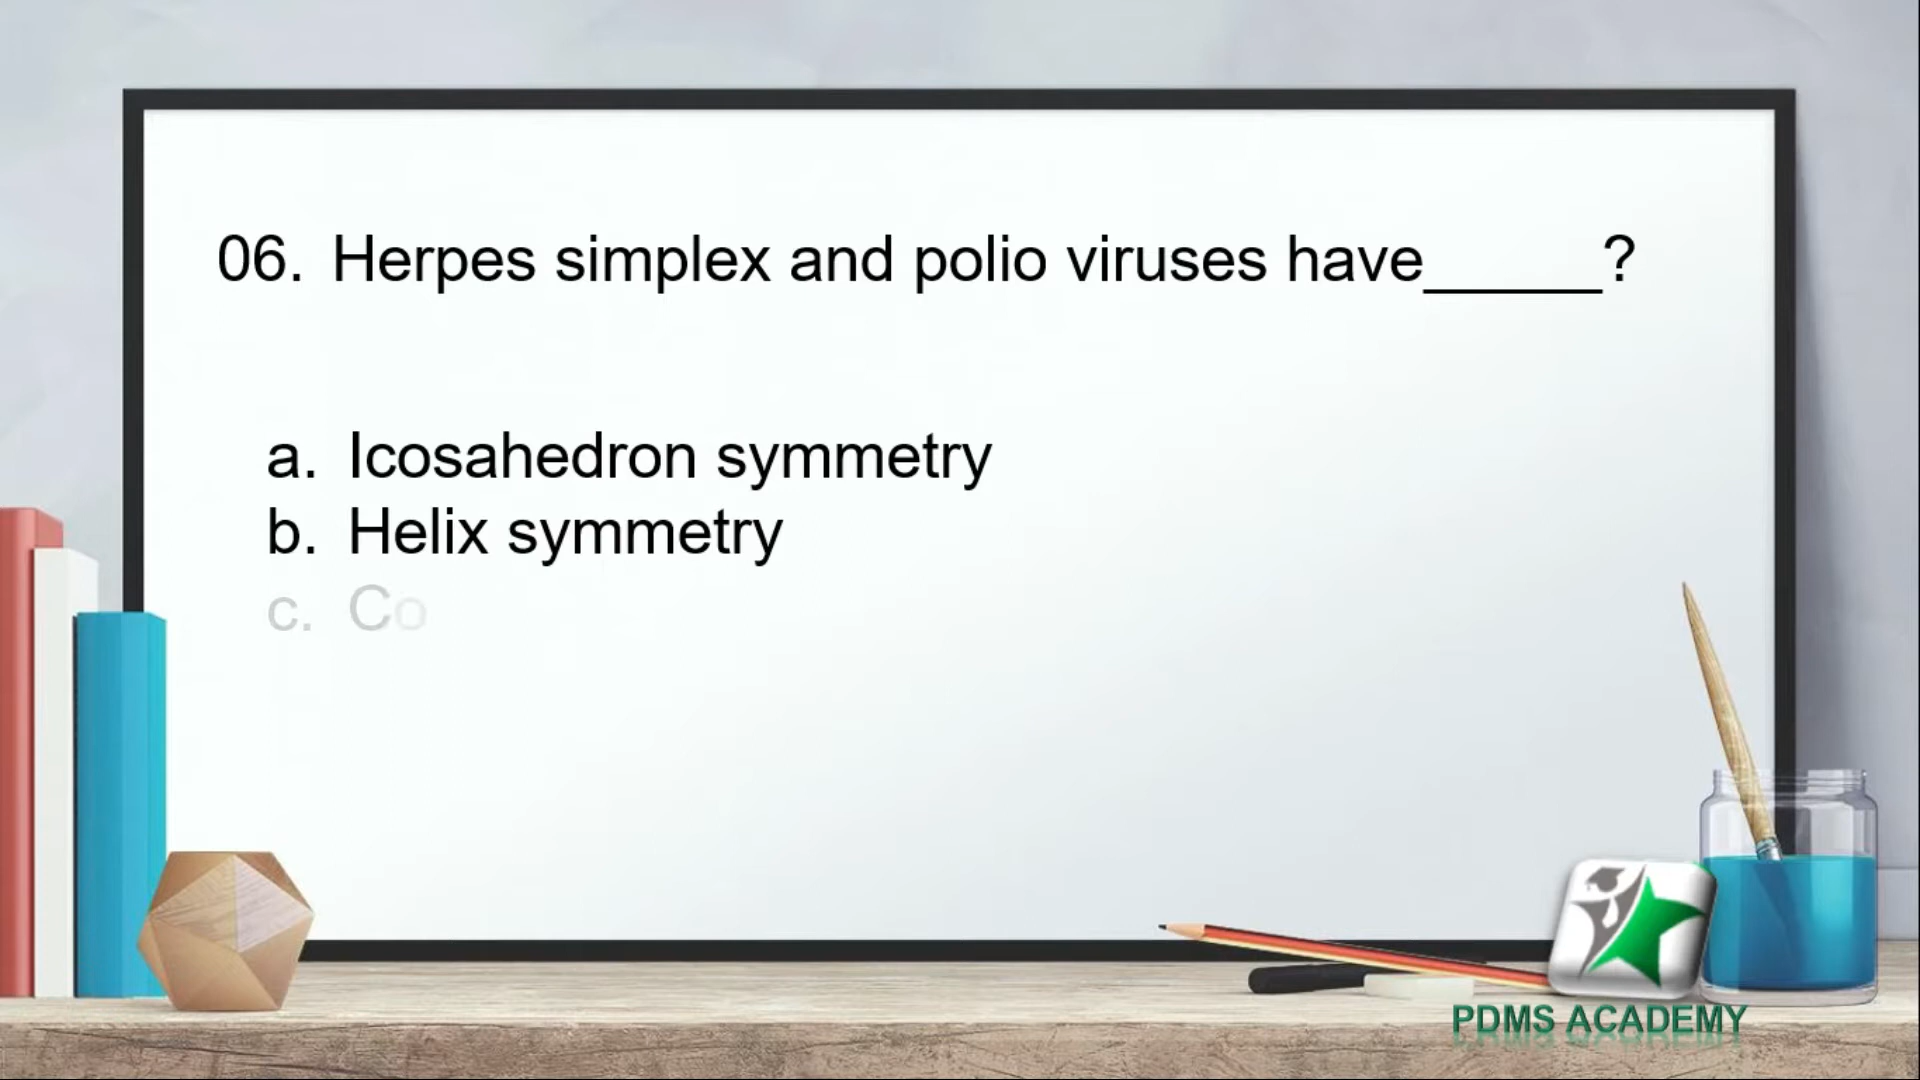 06. Herpes simplex and polio viruses have_____?
a. Icosahedron symmetry
b. Helix symmetry
c. Co
PDMS ACADEMY